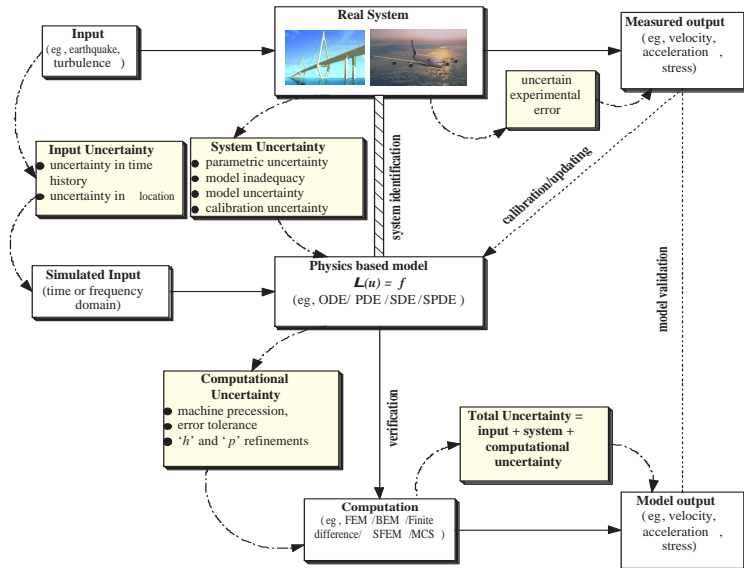 Input
(eg, earthquake,
turbulence )
Real System
Measured output
(eg, velocity,
acceleration ,
stress)
uncertain
experimental
error
Input Uncertainty
● uncertainty in time
history
● uncertainty in location
System Uncertainty
● parametric uncertainty
● model inadequacy
● model uncertainty
● calibration uncertainty
system identification
calibration/updating
Simulated Input
(time or frequency
domain)
Physics based model
L(u) = f
(eg, ODE/ PDE /SDE /SPDE )
model validation
Computational
Uncertainty
● machine precession,
● error tolerance
● ‘h’ and ‘p’ refinements
verification
Total Uncertainty =
input + system +
computational
uncertainty
Computation
(eg, FEM /BEM /Finite
difference/ SFEM /MCS )
Model output
(eg, velocity,
acceleration ,
stress)